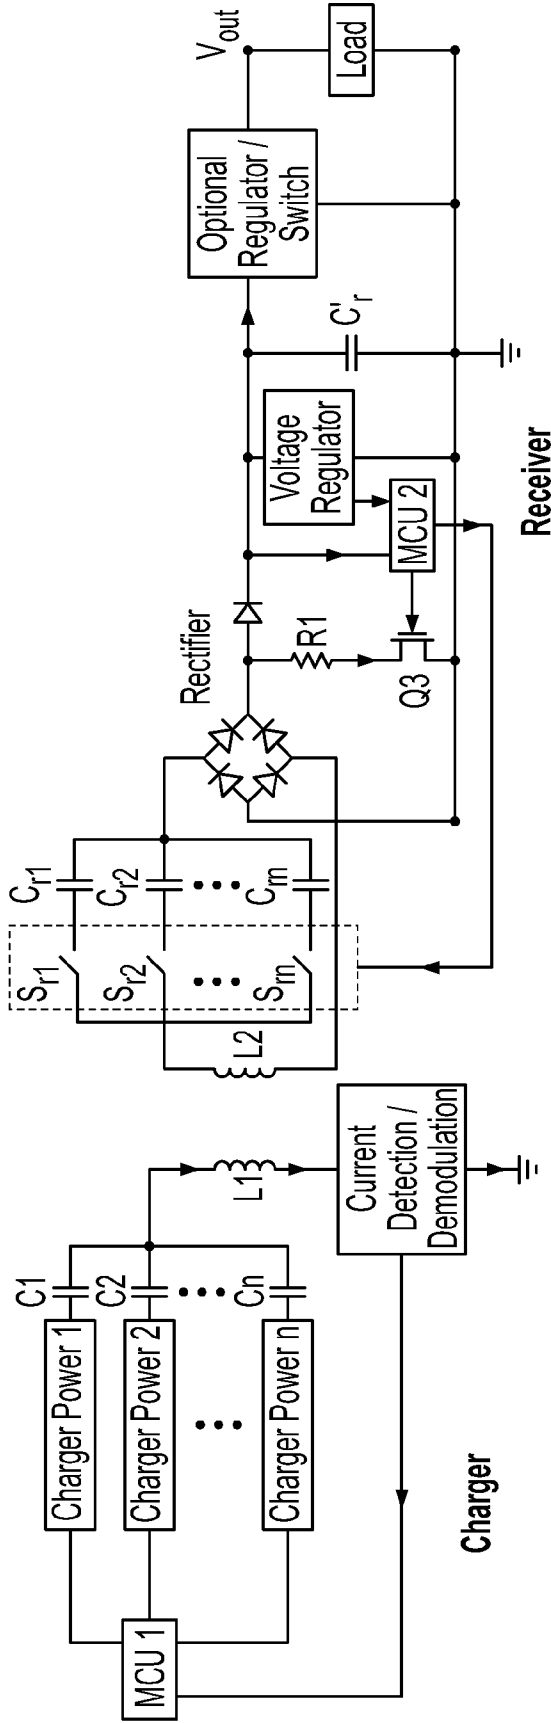 MCU 1
Charger Power 1
Charger Power 2
Charger Power n
C1
C2
Cn
L1
Current
Detection /
Demodulation
Charger
L2
Sr1
Sr2
Srn
Cr1
Cr2
Crn
Rectifier
R1
Q3
MCU 2
Voltage
Regulator
C'r
Optional
Regulator /
Switch
Vout
Load
Receiver